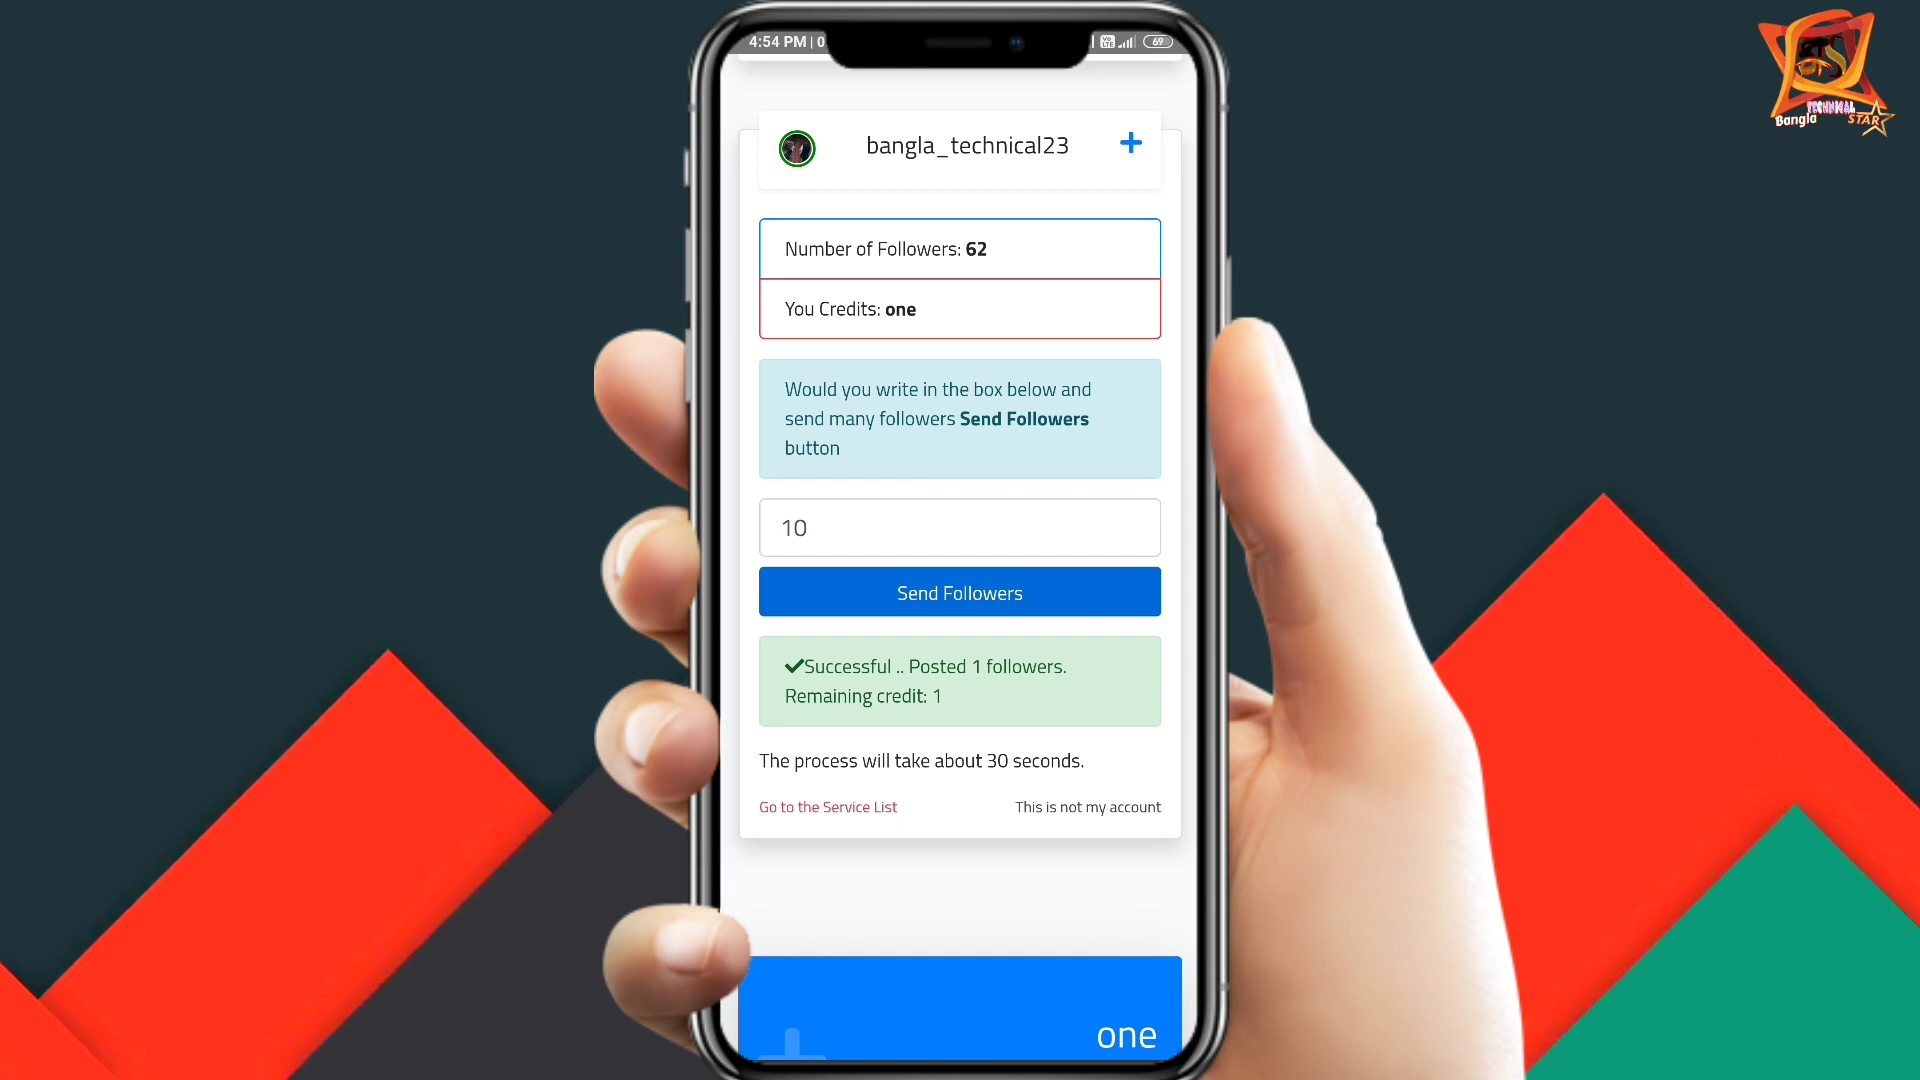 4:54 PM | 0
69
BTS
TECHNICAL
Bangla STAR
bangla_technical23
Number of Followers: 62
You Credits: one
Would you write in the box below and
send many followers Send Followers
button
10
Send Followers
Successful .. Posted 1 followers.
Remaining credit: 1
The process will take about 30 seconds.
Go to the Service List
This is not my account
one